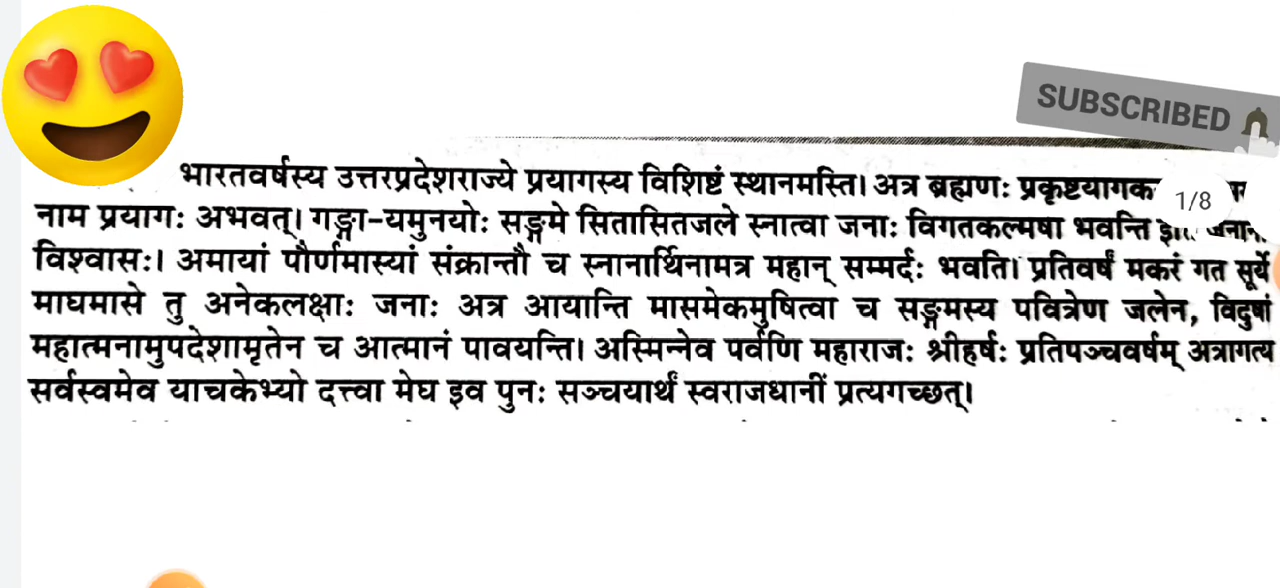 SUBSCRIBED
भारतवर्षस्य उत्तरप्रदेशराज्ये प्रयागस्य विशिष्टं स्थानमस्ति। अत्र ब्रह्मणः
1/8
नाम प्रयागः अभवत्। गङ्गा-यमुनयोः सङ्गमे सितासितजले स्नात्वा जनाः विगतकल्मषा भवन्ति
विश्वासः। अमायां पौर्णमास्यां संक्रान्तौ च स्नानार्थिनामत्र महान् सम्मर्दः भवति। प्रतिवर्षं मकरं गत सूर्ये
माघमासे तु अनेकलक्षाः जनाः अत्र आयान्ति मासमेकमुषित्वा च सङ्गमस्य पवित्रेण जलेन, विदुषां
महात्मनामुपदेशामृतेन च आत्मानं पावयन्ति। अस्मिन्नेव पर्वणि महाराजः श्रीहर्षः प्रतिपञ्चवर्षम् अत्रागत्य
सर्वस्वमेव याचकेभ्यो दत्त्वा मेघ इव पुनः सञ्चयार्थं स्वराजधानीं प्रत्यगच्छत्।